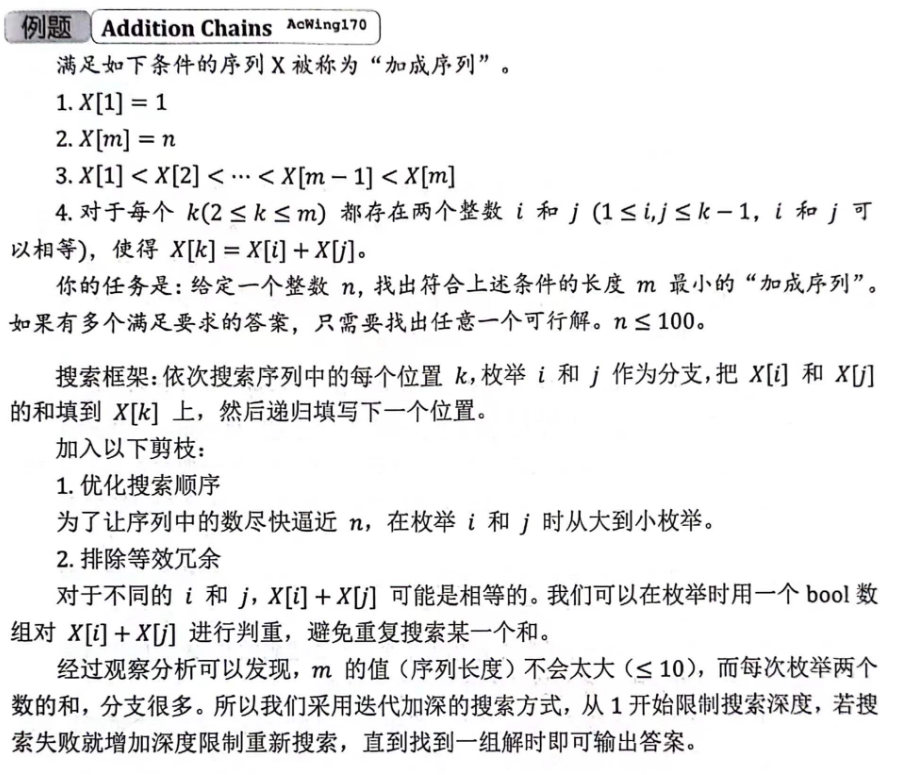 例题 Addition Chains AcWing170
满足如下条件的序列 X 被称为“加成序列”。
1. X[1] = 1
2. X[m] = n
3. X[1] < X[2] < ⋯ < X[m − 1] < X[m]
4. 对于每个 k(2 ≤ k ≤ m) 都存在两个整数 i 和 j (1 ≤ i, j ≤ k − 1, i 和 j 可
以相等), 使得 X[k] = X[i] + X[j]。
你的任务是: 给定一个整数 n, 找出符合上述条件的长度 m 最小的“加成序列”。
如果有多个满足要求的答案, 只需要找出任意一个可行解。n ≤ 100。
搜索框架: 依次搜索序列中的每个位置 k, 枚举 i 和 j 作为分支, 把 X[i] 和 X[j]
的和填到 X[k] 上, 然后递归填写下一个位置。
加入以下剪枝:
1. 优化搜索顺序
为了让序列中的数尽快逼近 n, 在枚举 i 和 j 时从大到小枚举。
2. 排除等效冗余
对于不同的 i 和 j, X[i] + X[j] 可能是相等的。我们可以在枚举时用一个 bool 数
组对 X[i] + X[j] 进行判重, 避免重复搜索某一个和。
经过观察分析可以发现, m 的值 (序列长度) 不会太大 (≤ 10), 而每次枚举两个
数的和, 分支很多。所以我们采用迭代加深的搜索方式, 从 1 开始限制搜索深度, 若搜
索失败就增加深度限制重新搜索, 直到找到一组解时即可输出答案。